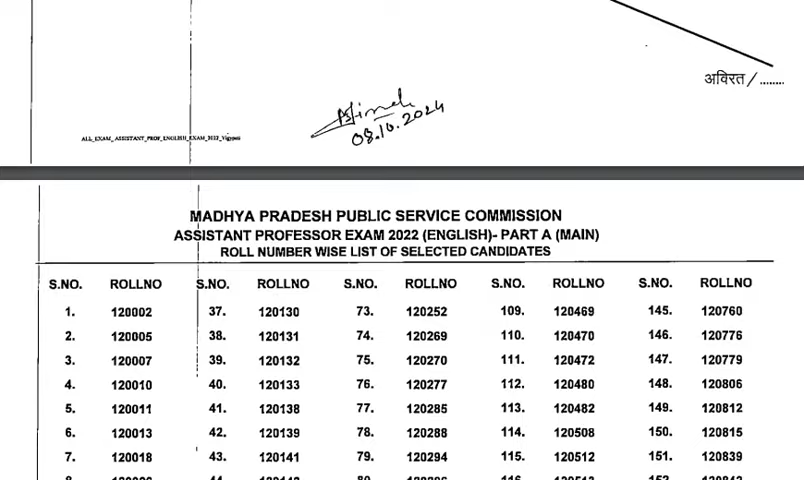 अविरत/........
08.10.2024
ALL_EXAM_ASSISTANT_PROF_ENGLISH_EXAM_2022_Vigyapti
MADHYA PRADESH PUBLIC SERVICE COMMISSION
ASSISTANT PROFESSOR EXAM 2022 (ENGLISH)- PART A (MAIN)
ROLL NUMBER WISE LIST OF SELECTED CANDIDATES
S.NO. ROLLNO S.NO. ROLLNO S.NO. ROLLNO S.NO. ROLLNO S.NO. ROLLNO
1. 120002 37. 120130 73. 120252 109. 120469 145. 120760
2. 120005 38. 120131 74. 120269 110. 120470 146. 120776
3. 120007 39. 120132 75. 120270 111. 120472 147. 120779
4. 120010 40. 120133 76. 120277 112. 120480 148. 120806
5. 120011 41. 120138 77. 120285 113. 120482 149. 120812
6. 120013 42. 120139 78. 120288 114. 120508 150. 120815
7. 120018 43. 120141 79. 120294 115. 120512 151. 120839